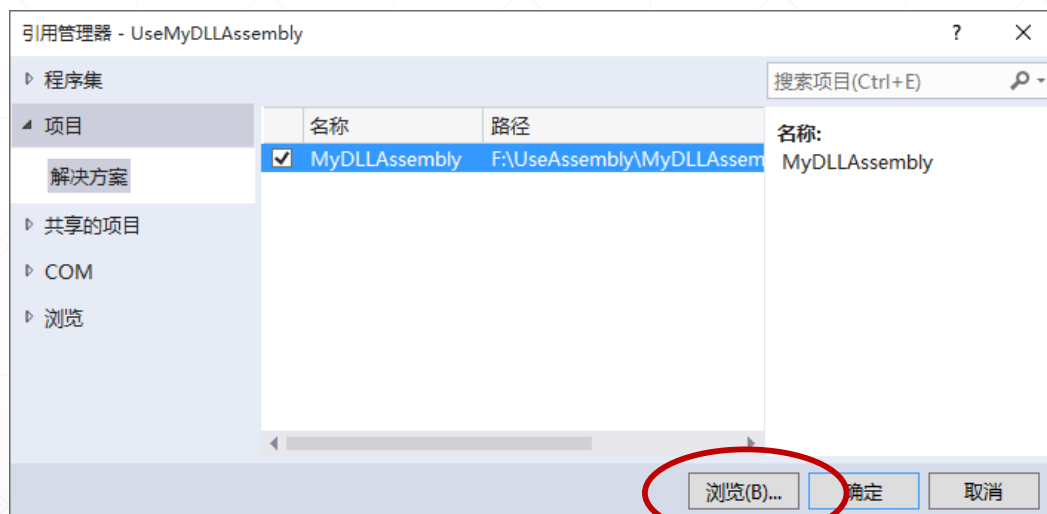 引用管理器 - UseMyDLLAssembly
?
程序集
搜索项目(Ctrl+E)
项目
名称 路径
名称:
MyDLLAssembly F:\UseAssembly\MyDLLAssem
MyDLLAssembly
解决方案
共享的项目
COM
浏览
浏览(B)... 确定 取消